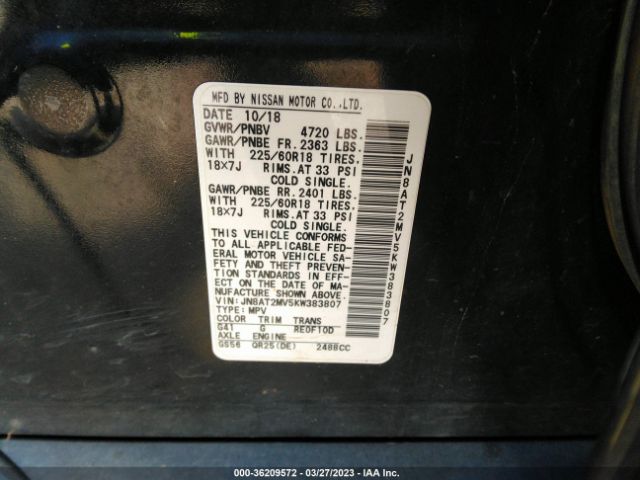 MFD BY NISSAN MOTOR CO.,LTD.
DATE 10/18
GVWR/PNBV 4720 LBS.
GAWR/PNBE FR. 2363 LBS.
WITH 225/60R18 TIRES.
18X7J RIMS.AT 33 PSI
COLD SINGLE.
GAWR/PNBE RR. 2401 LBS.
WITH 225/60R18 TIRES.
18X7J RIMS.AT 33 PSI
COLD SINGLE.
THIS VEHICLE CONFORMS
TO ALL APPLICABLE FED-
ERAL MOTOR VEHICLE SA-
FETY AND THEFT PREVEN-
TION STANDARDS IN EFF-
ECT ON THE DATE OF MA-
NUFACTURE SHOWN ABOVE.
VIN:JN8AT2MV5KW383807
TYPE:MPV
COLOR TRIM TRANS
G41 G RE0F10D
AXLE ENGINE
GS56 QR25(DE) 2488CC
JN8AT2MV5KW383807
000-36209572 - 03/27/2023 - IAA Inc.